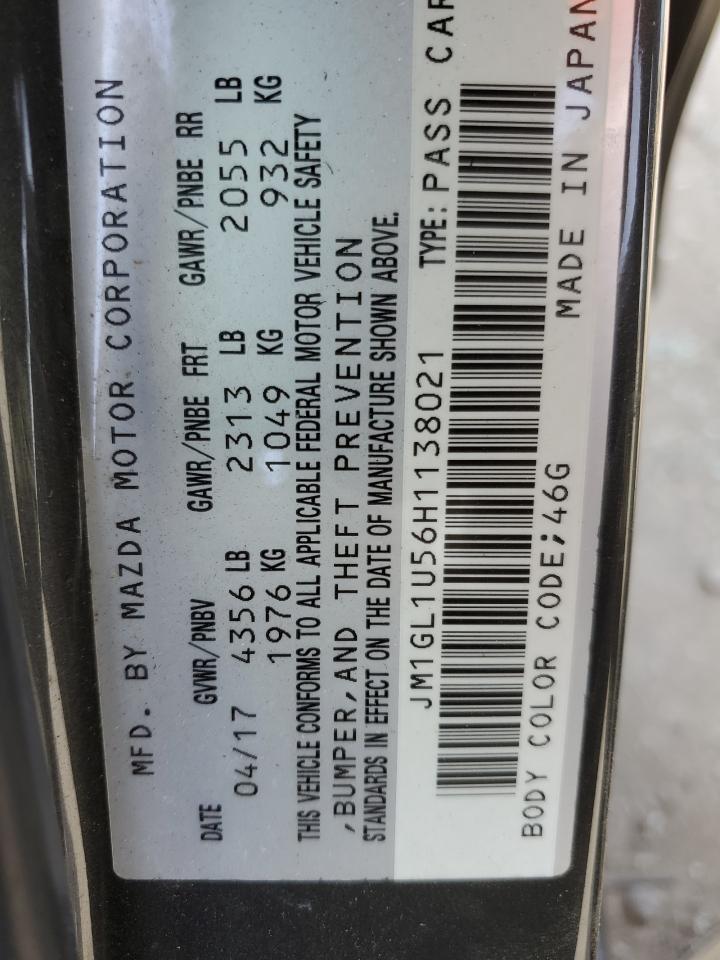 MFD. BY MAZDA MOTOR CORPORATION
DATE GVWR/PNBV GAWR/PNBE FRT GAWR/PNBE RR
04/17 4356 LB 2313 LB 2055 LB
1976 KG 1049 KG 932 KG
THIS VEHICLE CONFORMS TO ALL APPLICABLE FEDERAL MOTOR VEHICLE SAFETY
,BUMPER,AND THEFT PREVENTION
STANDARDS IN EFFECT ON THE DATE OF MANUFACTURE SHOWN ABOVE.
JM1GL1U56H1138021 TYPE: PASS CAR
BODY COLOR CODE;46G MADE IN JAPAN